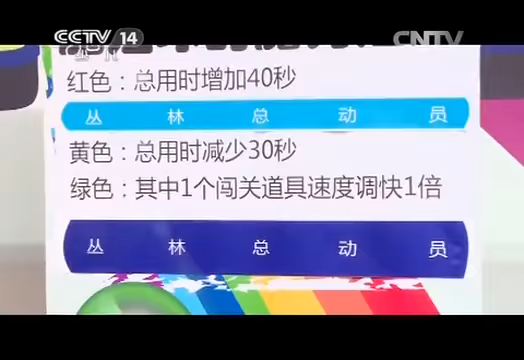 CCTV 14
少儿
CNTV
红色：总用时增加40秒
丛林总动员
黄色：总用时减少30秒
绿色：其中1个闯关道具速度调快1倍
丛林总动员